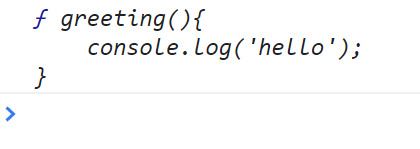 ƒ greeting(){
    console.log('hello');
}
>